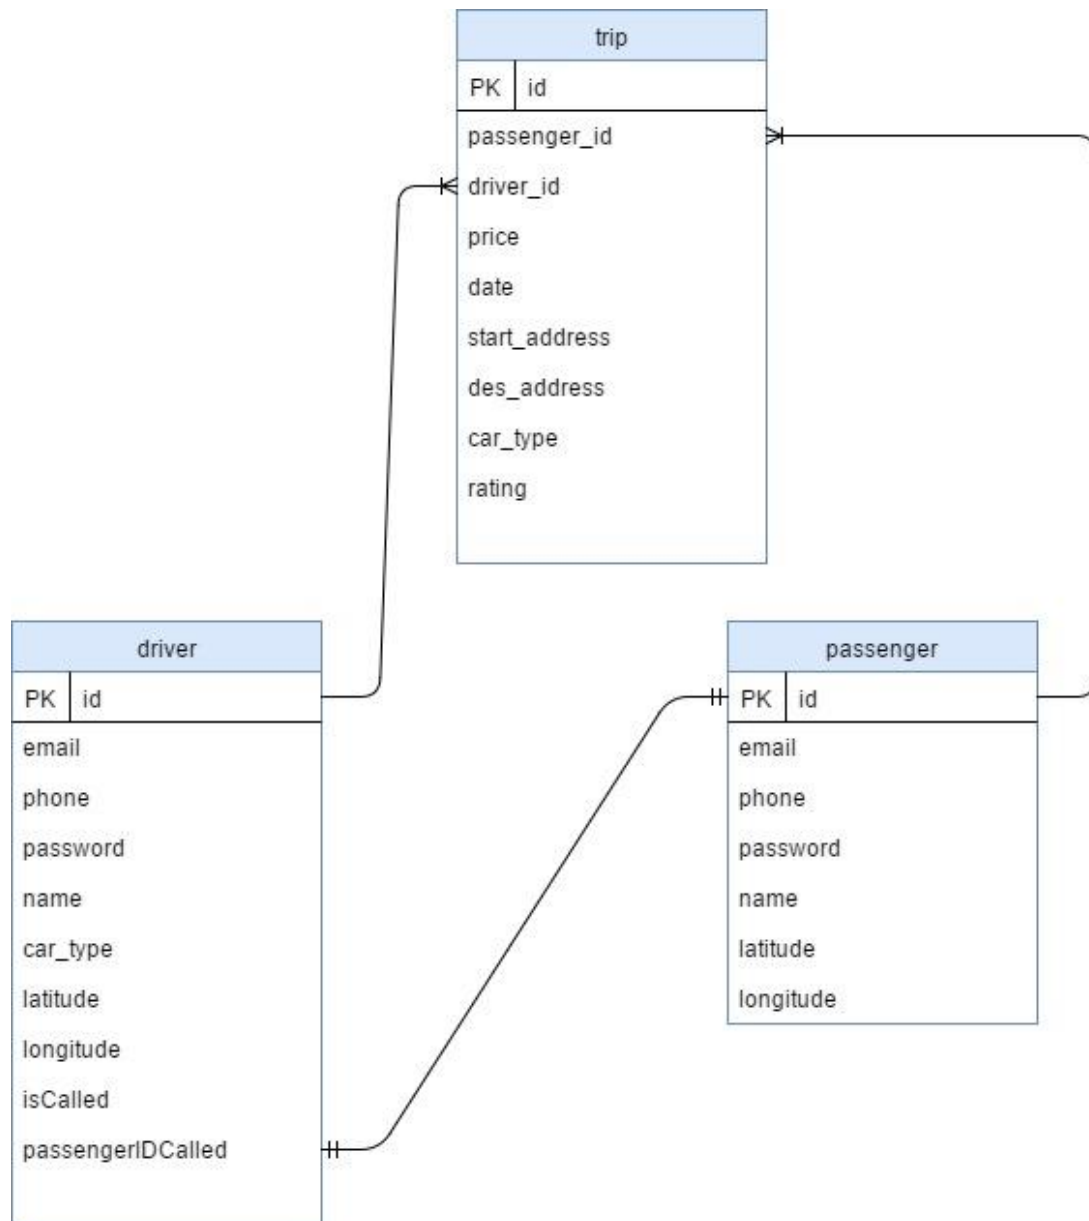 trip
PK id
passenger_id
driver_id
price
date
start_address
des_address
car_type
rating
driver
PK id
email
phone
password
name
car_type
latitude
longitude
isCalled
passengerIDCalled
passenger
PK id
email
phone
password
name
latitude
longitude